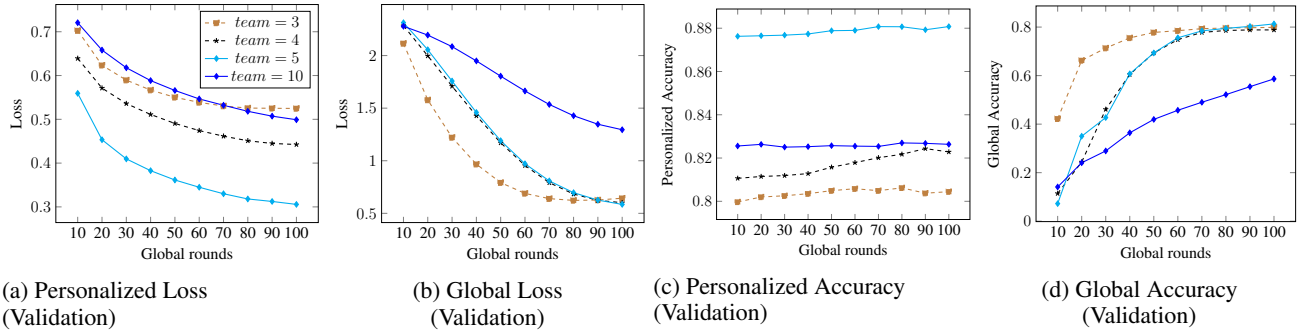 0.7
0.6
0.5
0.4
0.3
Loss
10 20 30 40 50 60 70 80 90 100
Global rounds
team = 3
team = 4
team = 5
team = 10
(a) Personalized Loss
(Validation)
2
1.5
1
0.5
Loss
10 20 30 40 50 60 70 80 90 100
Global rounds
(b) Global Loss
(Validation)
0.88
0.86
0.84
0.82
0.8
Personalized Accuracy
10 20 30 40 50 60 70 80 90 100
Global rounds
(c) Personalized Accuracy
(Validation)
0.8
0.6
0.4
0.2
0
Global Accuracy
10 20 30 40 50 60 70 80 90 100
Global rounds
(d) Global Accuracy
(Validation)